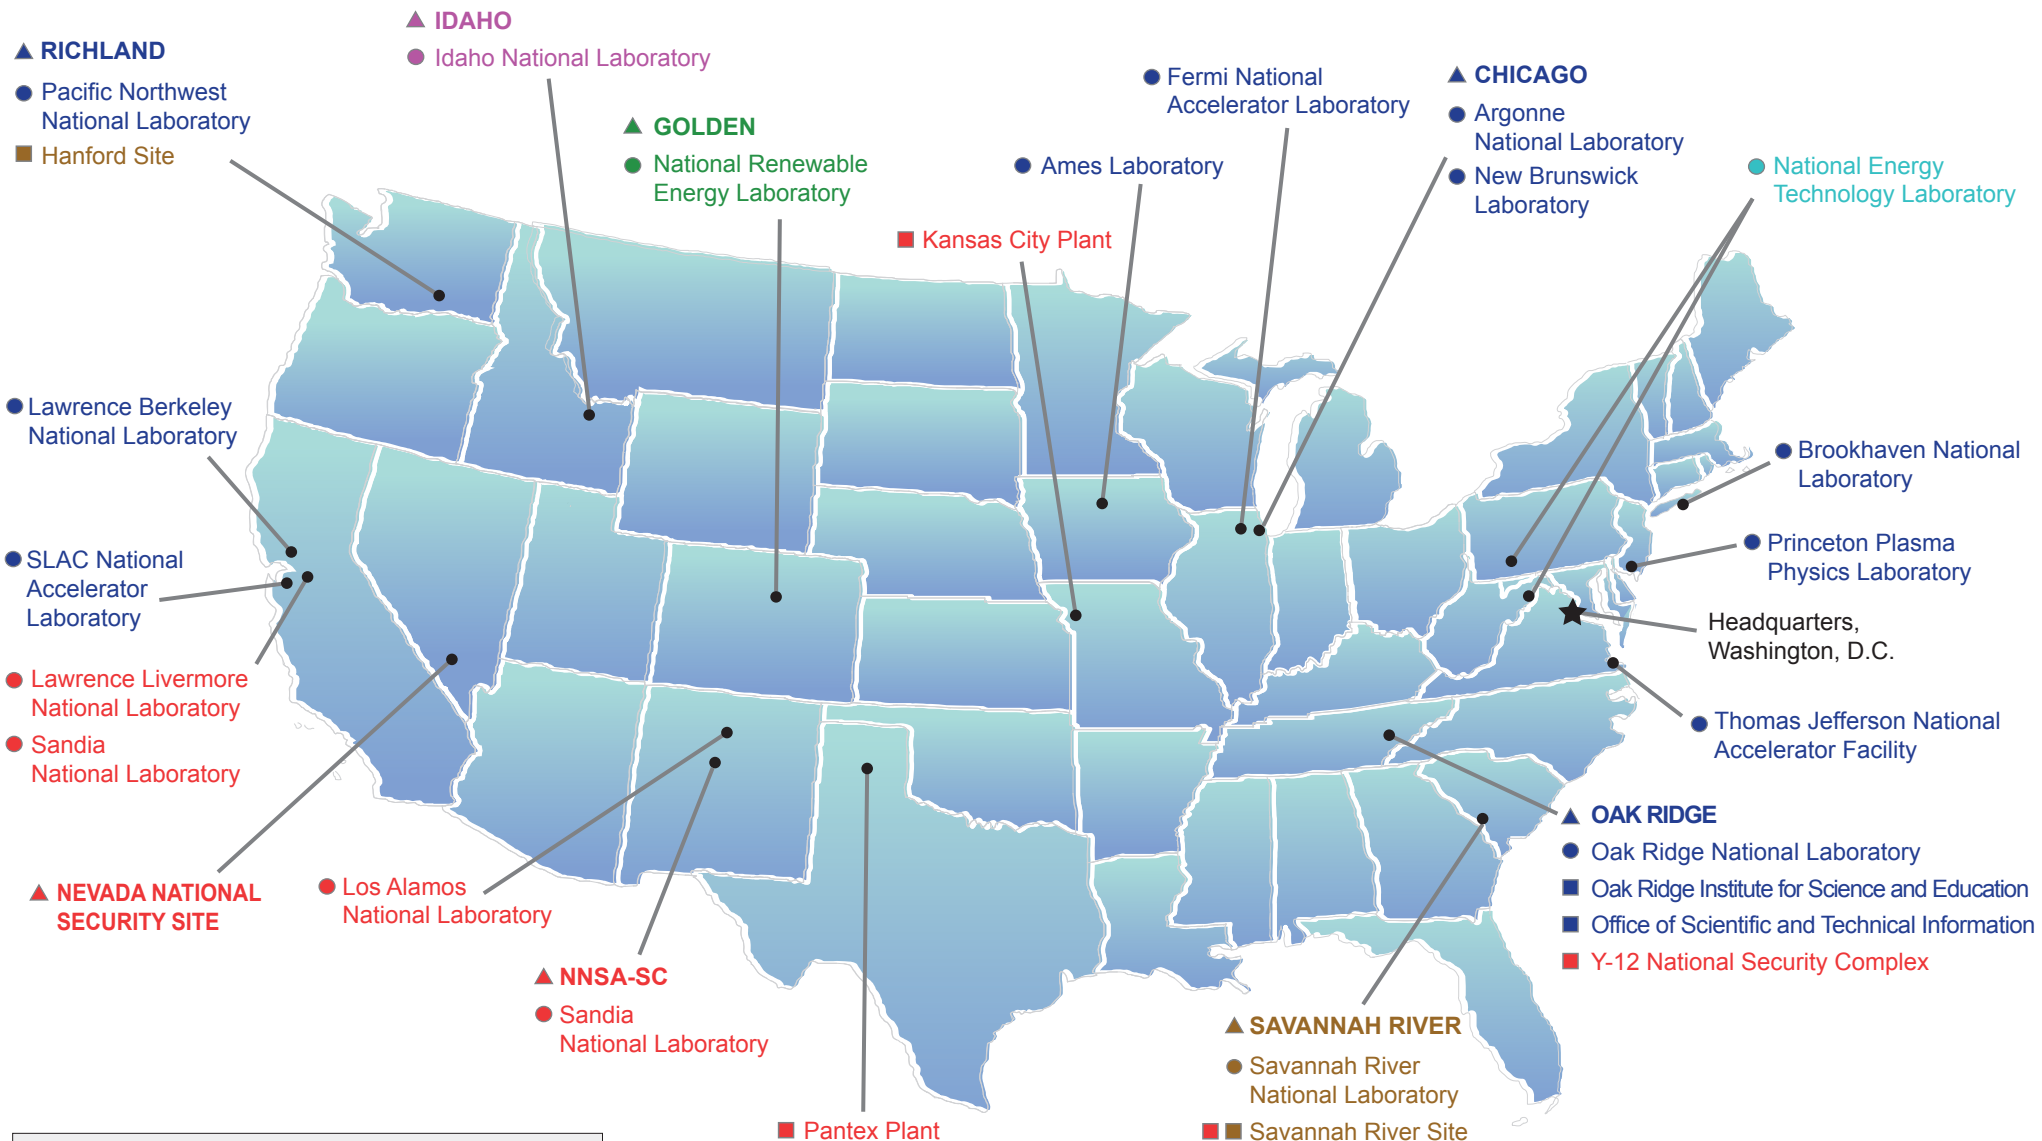 IDAHO
Idaho National Laboratory
RICHLAND
Pacific Northwest
National Laboratory
Hanford Site
GOLDEN
National Renewable
Energy Laboratory
Fermi National
Accelerator Laboratory
CHICAGO
Argonne
National Laboratory
New Brunswick
Laboratory
Ames Laboratory
National Energy
Technology Laboratory
Kansas City Plant
Lawrence Berkeley
National Laboratory
Brookhaven National
Laboratory
SLAC National
Accelerator
Laboratory
Princeton Plasma
Physics Laboratory
Headquarters,
Washington, D.C.
Lawrence Livermore
National Laboratory
Sandia
National Laboratory
Thomas Jefferson National
Accelerator Facility
NEVADA NATIONAL
SECURITY SITE
Los Alamos
National Laboratory
NNSA-SC
Sandia
National Laboratory
OAK RIDGE
Oak Ridge National Laboratory
Oak Ridge Institute for Science and Education
Office of Scientific and Technical Information
Y-12 National Security Complex
SAVANNAH RIVER
Savannah River
National Laboratory
Savannah River Site
Pantex Plant